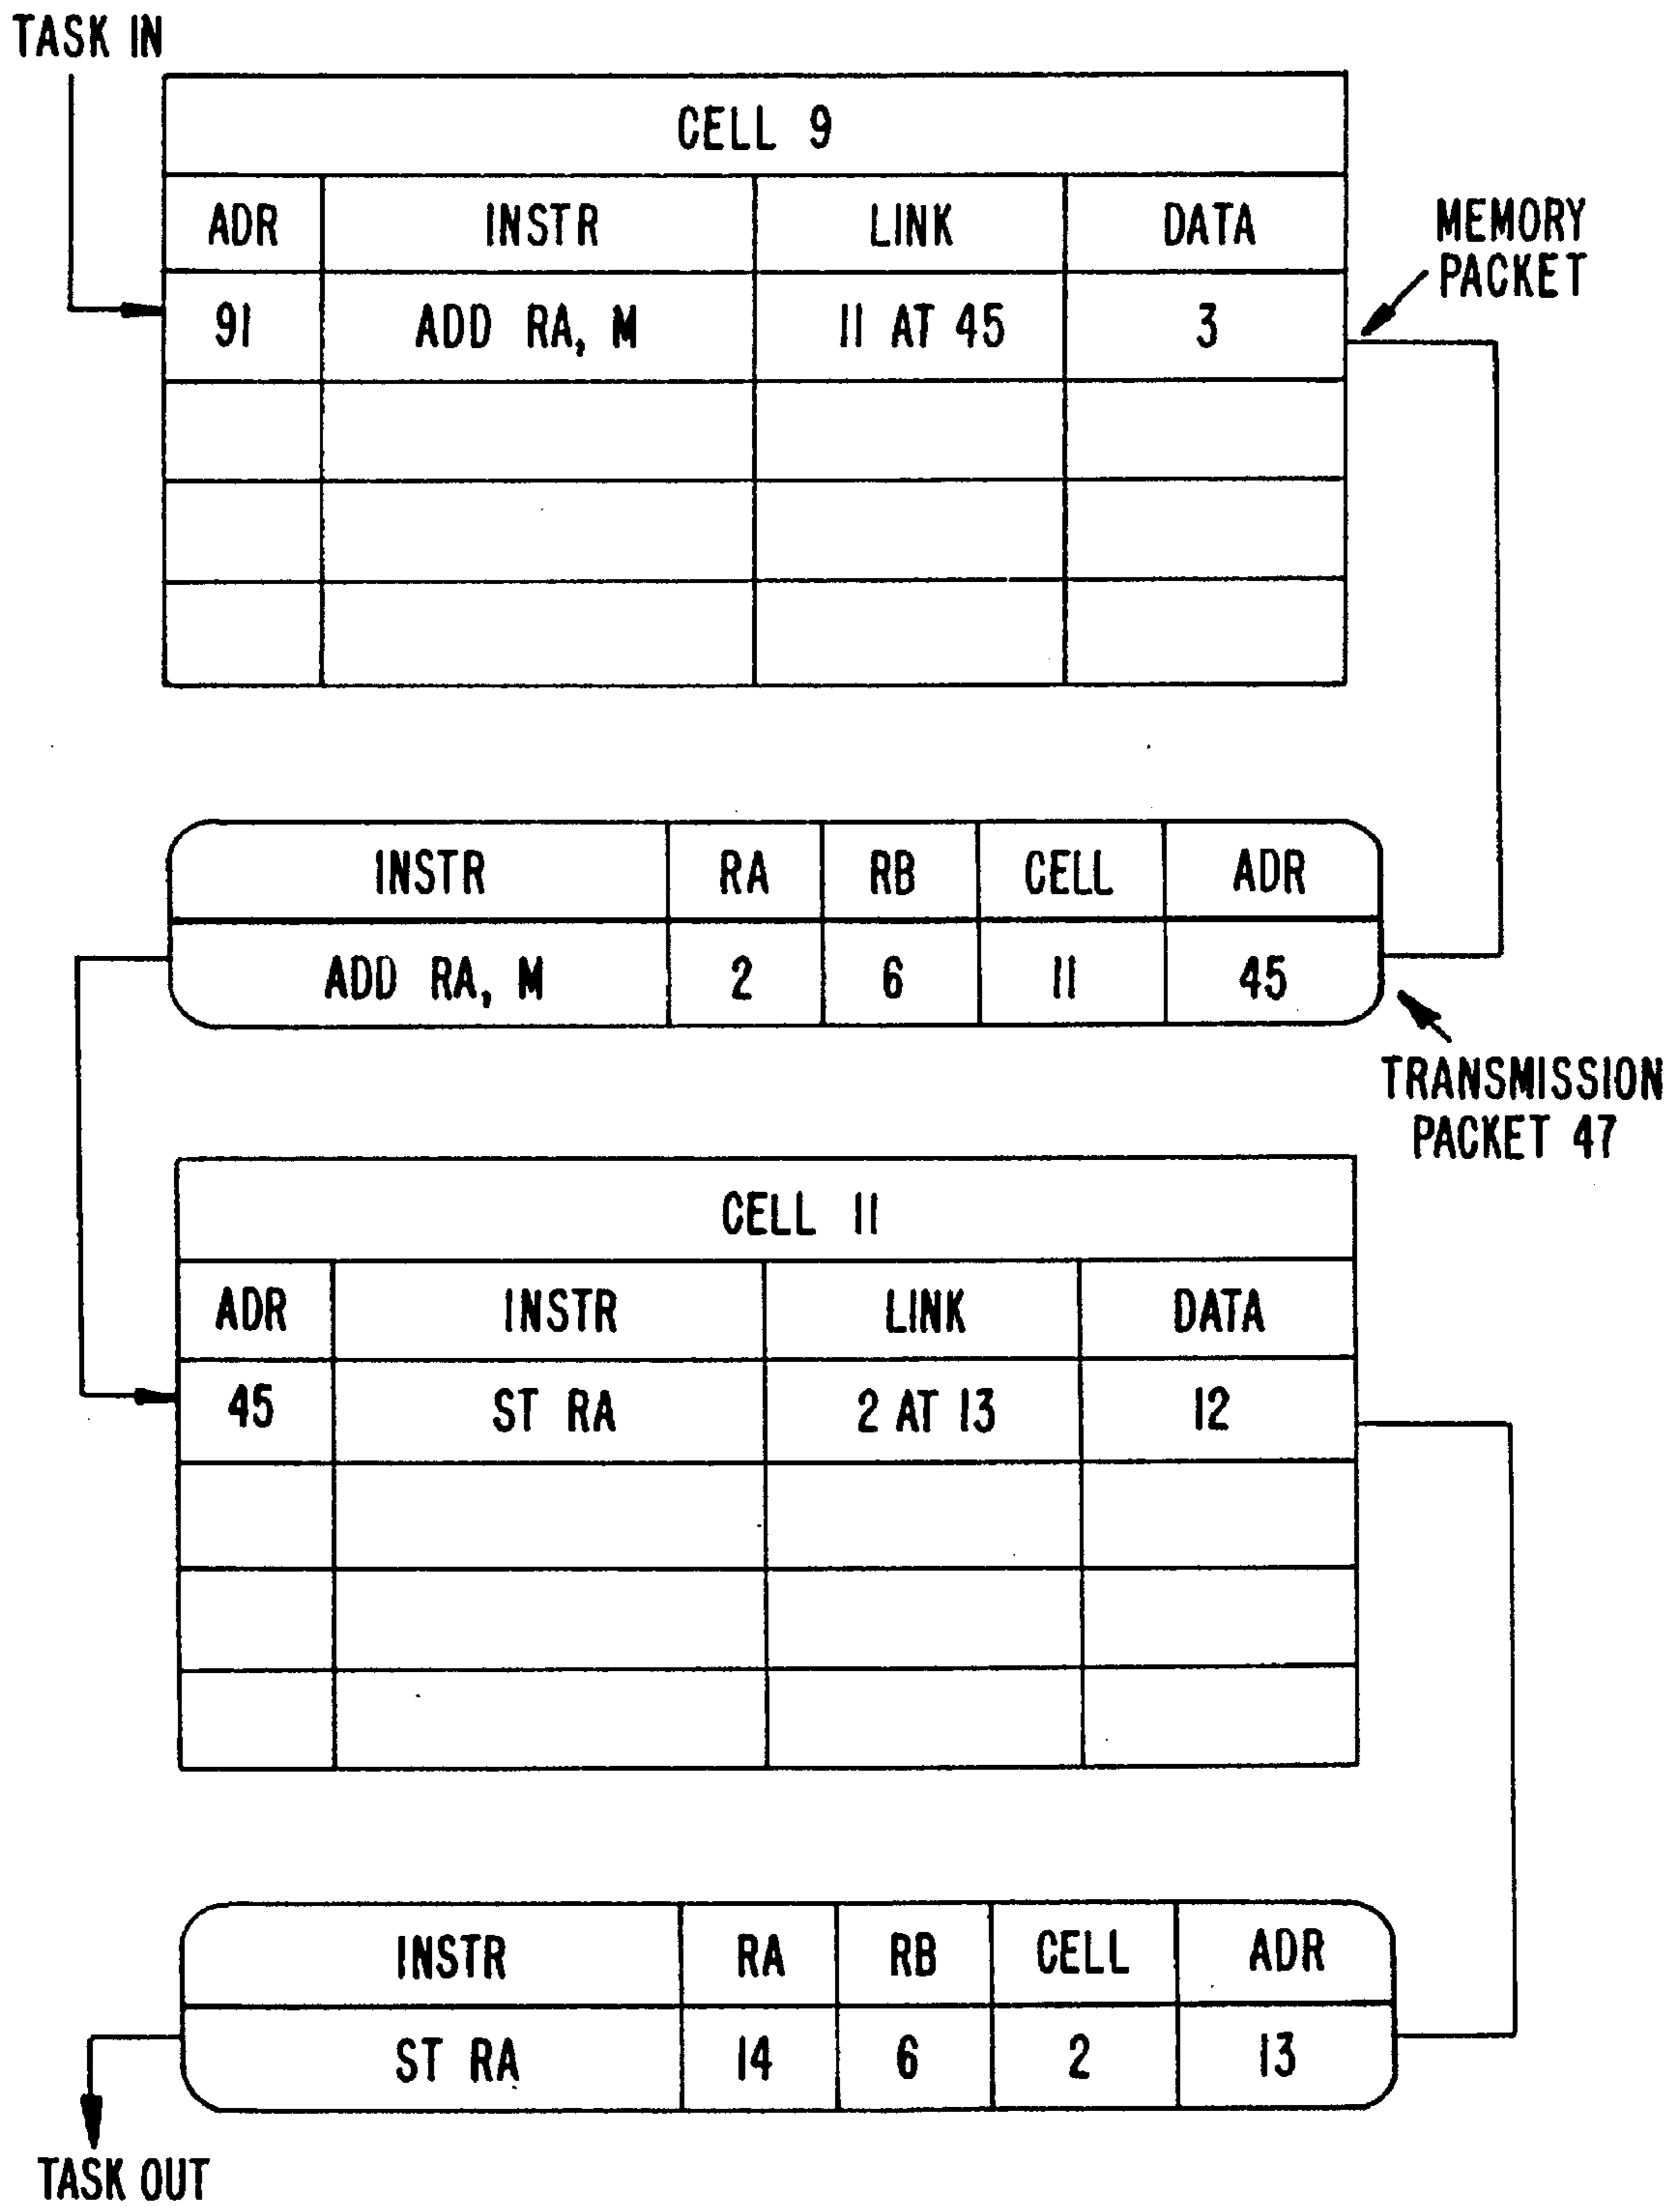 TASK IN
CELL 9
ADR INSTR LINK DATA
91 ADD RA, M 11 AT 45 3
MEMORY
PACKET
INSTR RA RB CELL ADR
ADD RA, M 2 6 11 45
TRANSMISSION
PACKET 47
CELL 11
ADR INSTR LINK DATA
45 ST RA 2 AT 13 12
INSTR RA RB CELL ADR
ST RA 14 6 2 13
TASK OUT